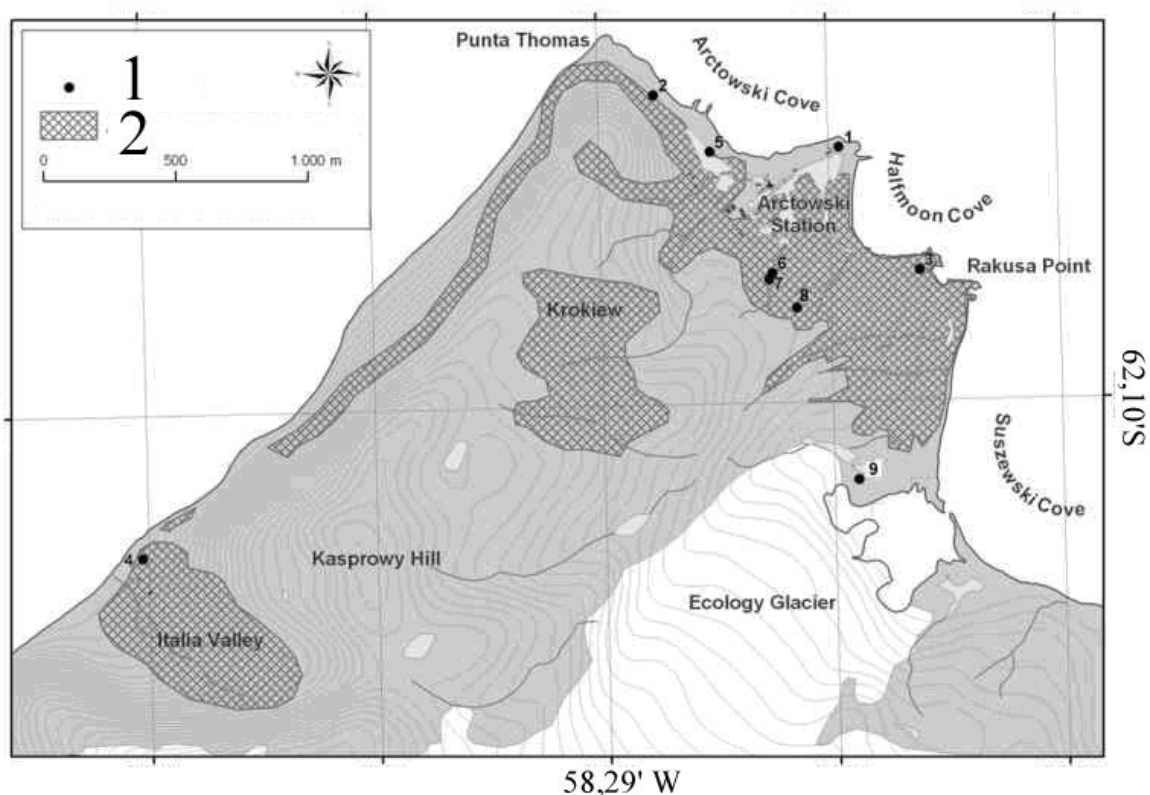 1
2
0 500 1 000 m
Punta Thomas
Arctowski Cove
2
5
1
Halfmoon Cove
Arctowski
Station
3
Rakusa Point
6
7
8
Krokiew
62,10'S
Suszewski Cove
9
Kasprowy Hill
4
Ecology Glacier
Italia Valley
58,29' W